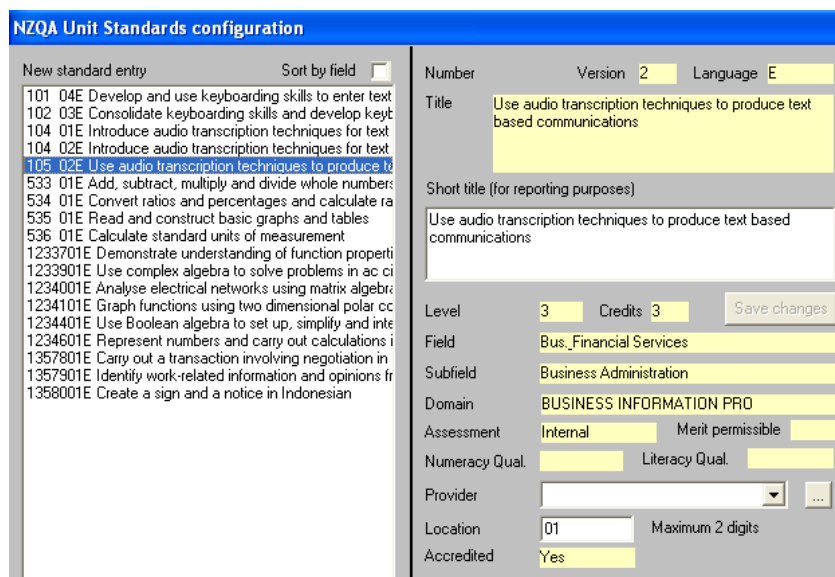 NZQA Unit Standards configuration
New standard entry Sort by field
101 04E Develop and use keyboarding skills to enter text
102 03E Consolidate keyboarding skills and develop keyb
104 01E Introduce audio transcription techniques for text
104 02E Introduce audio transcription techniques for text
105 02E Use audio transcription techniques to produce te
533 01E Add, subtract, multiply and divide whole numbers
534 01E Convert ratios and percentages and calculate ra
535 01E Read and construct basic graphs and tables
536 01E Calculate standard units of measurement
1233701E Demonstrate understanding of function properti
1233901E Use complex algebra to solve problems in ac ci
1234001E Analyse electrical networks using matrix algebra
1234101E Graph functions using two dimensional polar co
1234401E Use Boolean algebra to set up, simplify and inte
1234601E Represent numbers and carry out calculations i
1357801E Carry out a transaction involving negotiation in
1357901E Identify work-related information and opinions fr
1358001E Create a sign and a notice in Indonesian
Number Version 2 Language E
Title Use audio transcription techniques to produce text
based communications
Short title (for reporting purposes)
Use audio transcription techniques to produce text based
communications
Level 3 Credits 3 Save changes
Field Bus._Financial Services
Subfield Business Administration
Domain BUSINESS INFORMATION PRO
Assessment Internal Merit permissible
Numeracy Qual. Literacy Qual.
Provider ...
Location 01 Maximum 2 digits
Accredited Yes